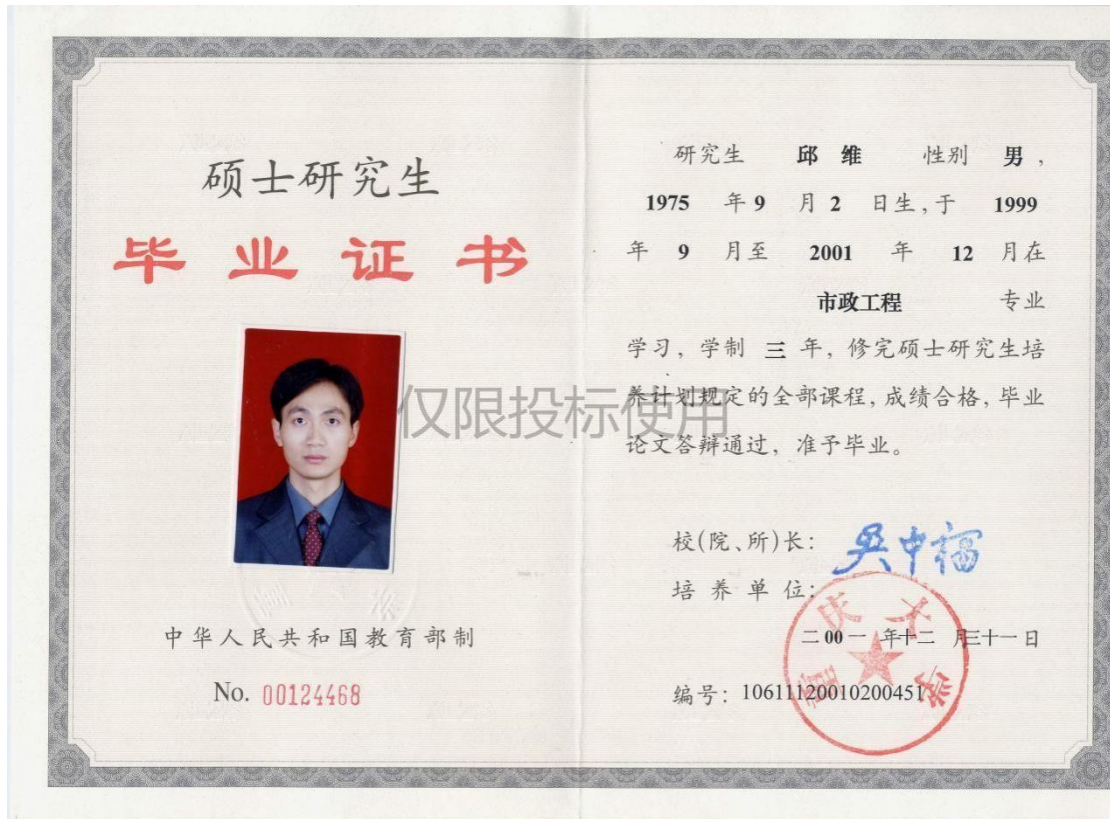 硕士研究生
毕业证书
中华人民共和国教育部制
No. 00124468
研究生 邱维 性别 男,
1975 年 9 月 2 日生,于 1999
年 9 月至 2001 年 12 月在
市政工程 专业
学习, 学制 三 年, 修完硕士研究生培
养计划规定的全部课程, 成绩合格, 毕业
论文答辩通过, 准予毕业。
校(院、所)长: 吴中福
培养单位:
重庆大学
二00一 年十二 月三十一日
编号: 106111200102004517
仅限投标使用